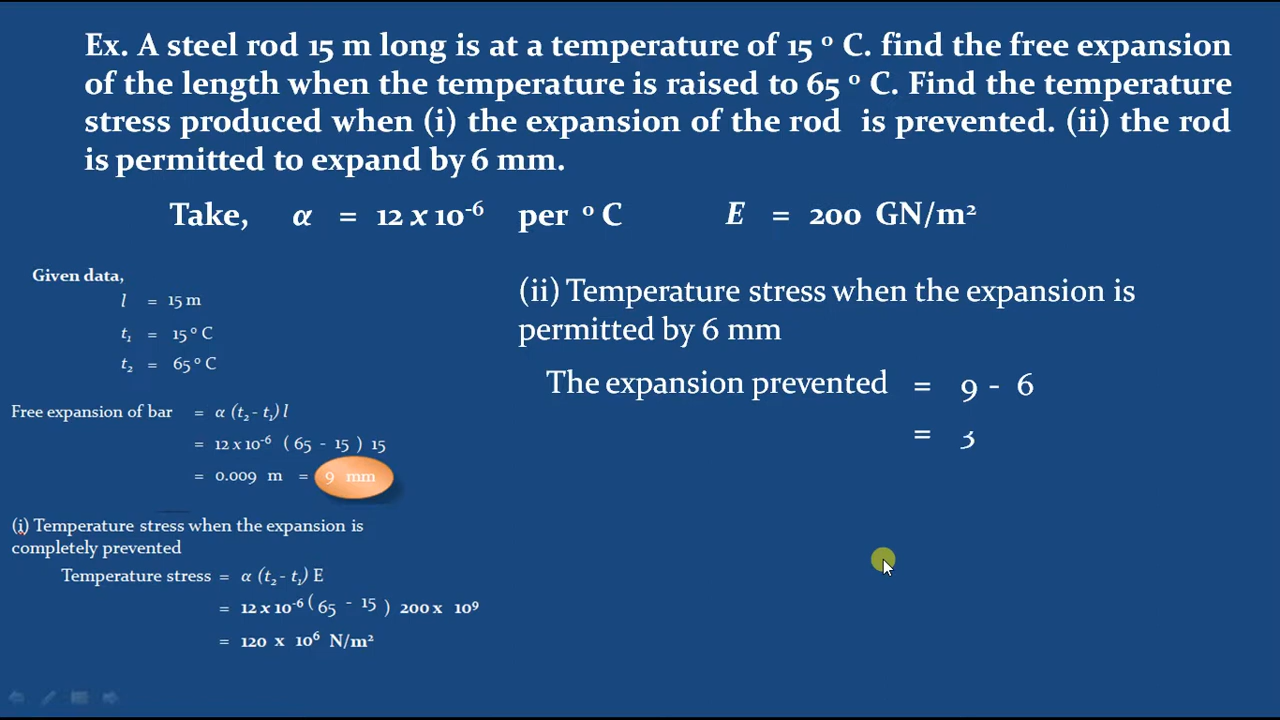 Ex. A steel rod 15 m long is at a temperature of 15 ⁰ C. find the free expansion
of the length when the temperature is raised to 65 ⁰ C. Find the temperature
stress produced when (i) the expansion of the rod is prevented. (ii) the rod
is permitted to expand by 6 mm.
Take, α = 12 x 10⁻⁶ per ⁰ C E = 200 GN/m²
Given data,
l = 15 m
t₁ = 15 ⁰ C
t₂ = 65 ⁰ C
Free expansion of bar = α (t₂ - t₁) l
= 12 x 10⁻⁶ ( 65 - 15 ) 15
= 0.009 m = 9 mm
(i) Temperature stress when the expansion is
completely prevented
Temperature stress = α (t₂ - t₁) E
= 12 x 10⁻⁶ ( 65 - 15 ) 200 x 10⁹
= 120 x 10⁶ N/m²
(ii) Temperature stress when the expansion is
permitted by 6 mm
The expansion prevented = 9 - 6
= 3